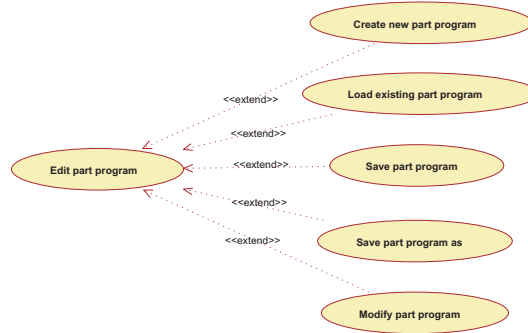 Create new part program
Load existing part program
<<extend>>
<<extend>>
Edit part program
<<extend>>
Save part program
<<extend>>
<<extend>>
Save part program as
Modify part program